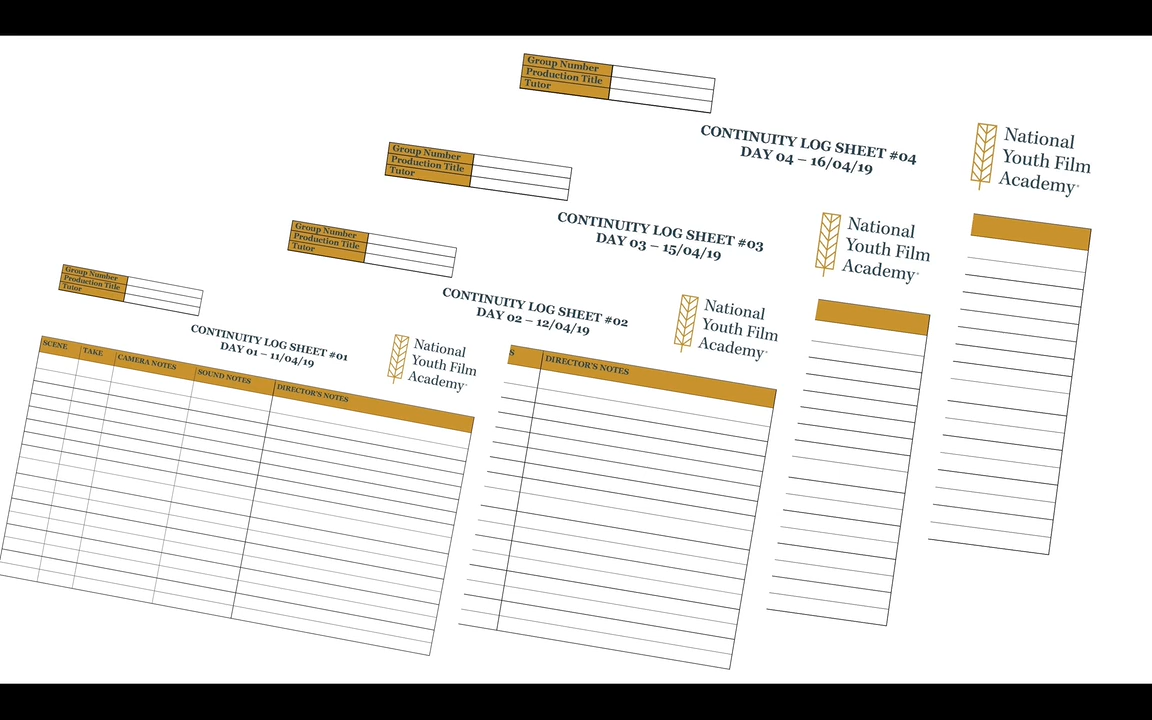 Group Number
Production Title
Tutor
CONTINUITY LOG SHEET #04
DAY 04 – 16/04/19
National
Youth Film
Academy
Group Number
Production Title
Tutor
CONTINUITY LOG SHEET #03
DAY 03 – 15/04/19
National
Youth Film
Academy
Group Number
Production Title
Tutor
CONTINUITY LOG SHEET #02
DAY 02 – 12/04/19
National
Youth Film
Academy
S DIRECTOR'S NOTES
Group Number
Production Title
Tutor
CONTINUITY LOG SHEET #01
DAY 01 – 11/04/19
National
Youth Film
Academy
SCENE TAKE CAMERA NOTES SOUND NOTES DIRECTOR'S NOTES